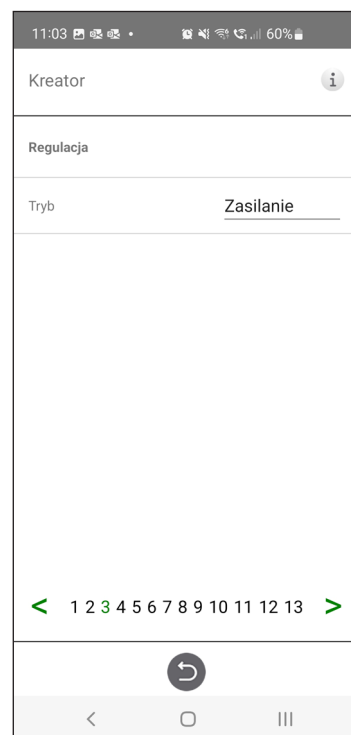 11:03 60%
Kreator
i
Regulacja
Tryb Zasilanie
< 1 2 3 4 5 6 7 8 9 10 11 12 13 >